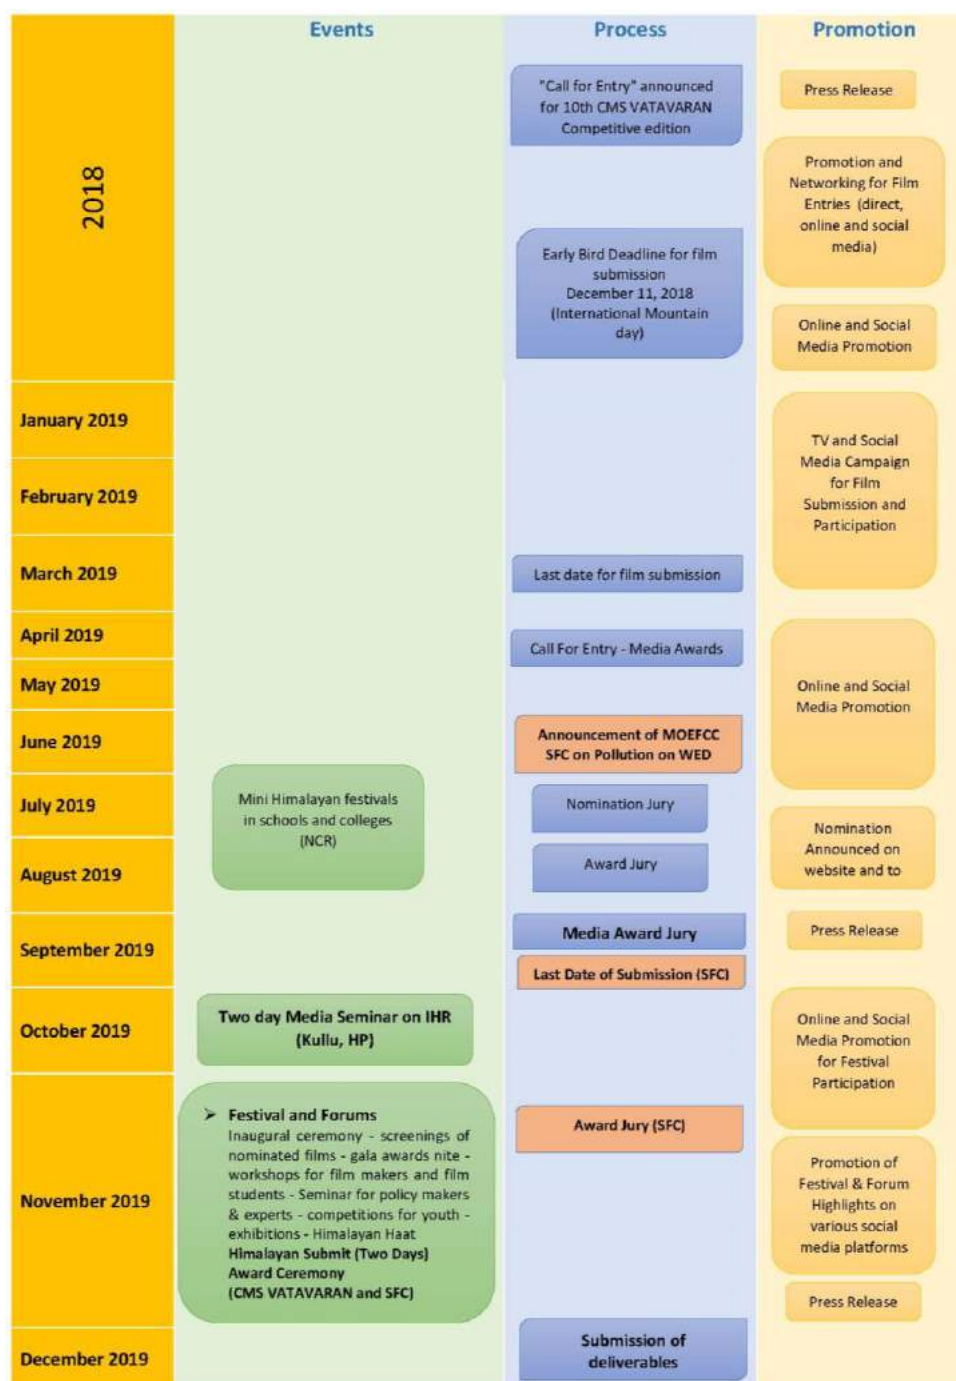 Events
Process
Promotion
2018
"Call for Entry" announced
for 10th CMS VATAVARAN
Competitive edition
Press Release
Promotion and
Networking for Film
Entries (direct,
online and social
media)
Early Bird Deadline for film
submission
December 11, 2018
(International Mountain
day)
Online and Social
Media Promotion
January 2019
TV and Social
Media Campaign
for Film
Submission and
Participation
February 2019
March 2019
Last date for film submission
April 2019
Call For Entry - Media Awards
May 2019
Online and Social
Media Promotion
June 2019
Announcement of MOEFCC
SFC on Pollution on WED
July 2019
Mini Himalayan festivals
in schools and colleges
(NCR)
Nomination Jury
Nomination
Announced on
website and to
August 2019
Award Jury
September 2019
Media Award Jury
Press Release
Last Date of Submission (SFC)
October 2019
Two day Media Seminar on IHR
(Kullu, HP)
Online and Social
Media Promotion
for Festival
Participation
November 2019
➢ Festival and Forums
Inaugural ceremony - screenings of
nominated films - gala awards nite -
workshops for film makers and film
students - Seminar for policy makers
& experts - competitions for youth -
exhibitions - Himalayan Haat
Himalayan Submit (Two Days)
Award Ceremony
(CMS VATAVARAN and SFC)
Award Jury (SFC)
Promotion of
Festival & Forum
Highlights on
various social
media platforms
Press Release
December 2019
Submission of
deliverables